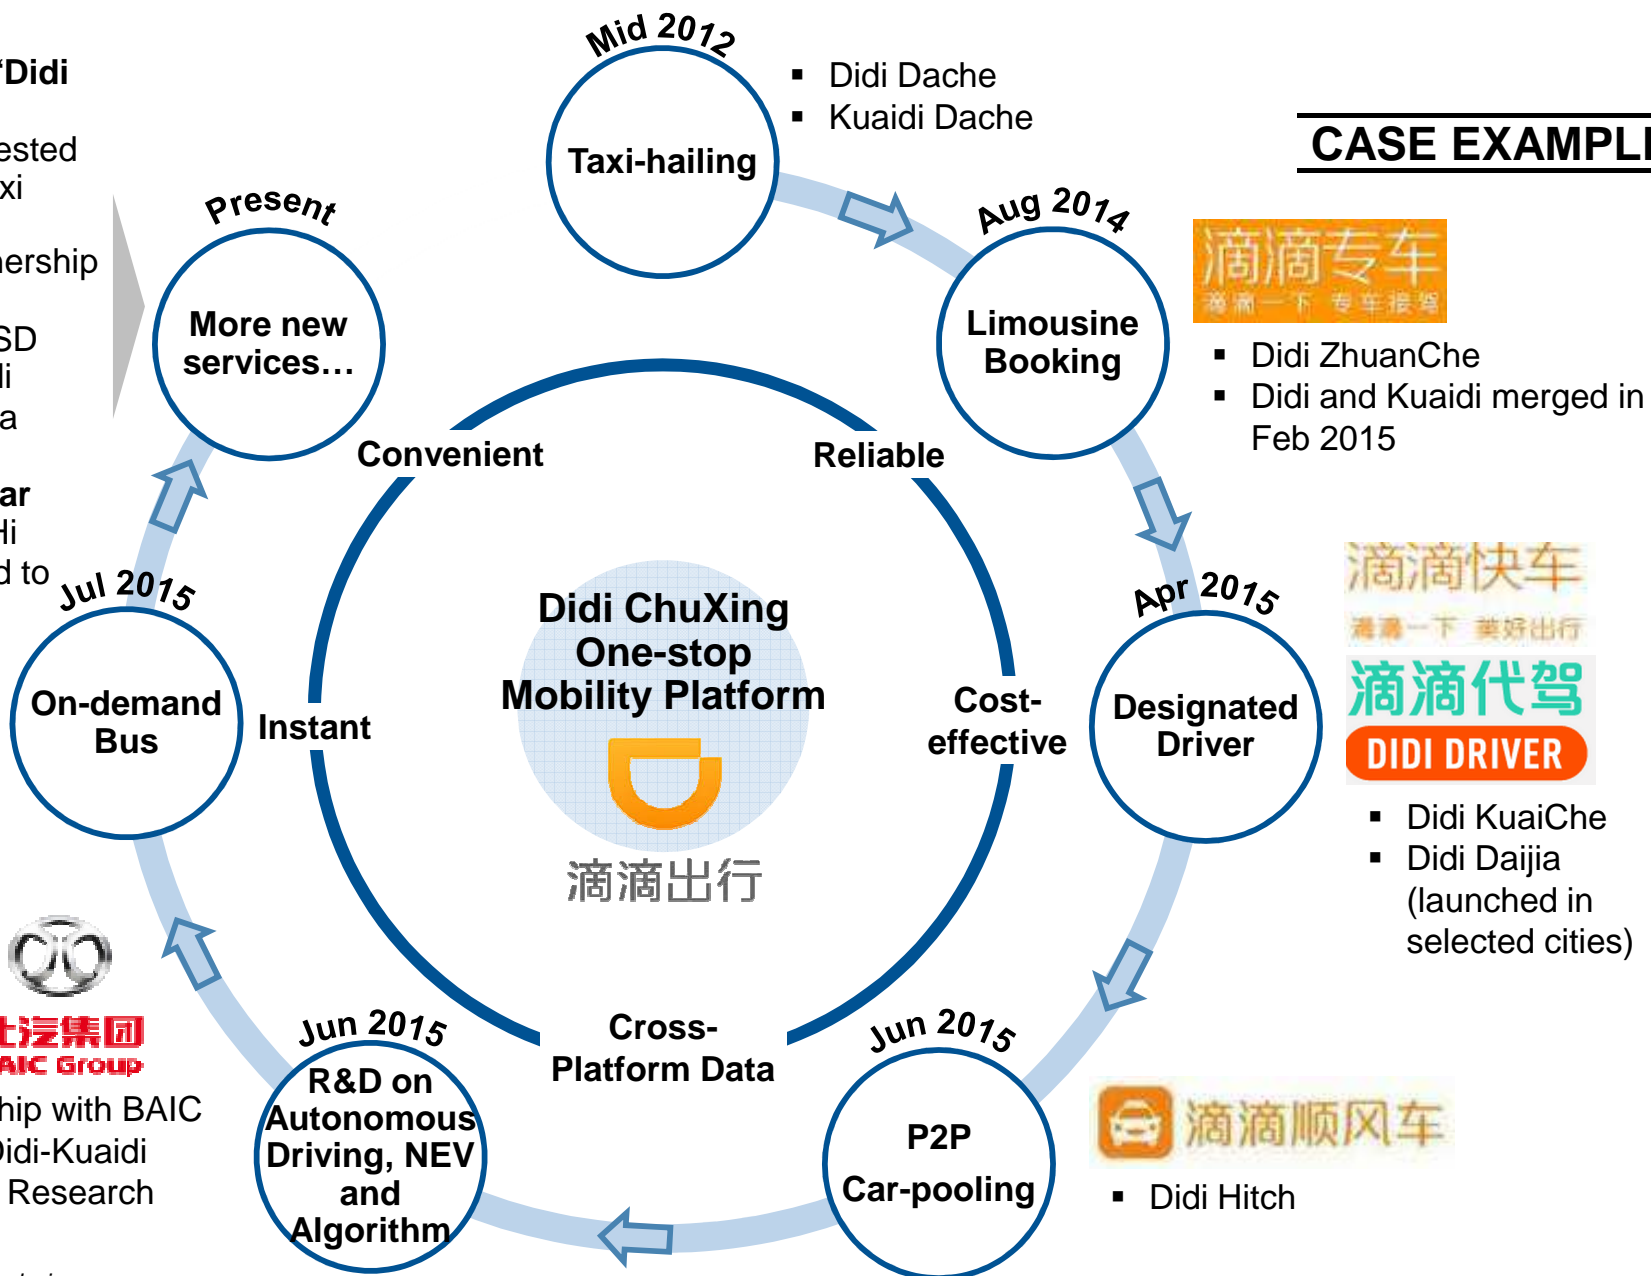 "Didi
ested
xi
nership
SD
di
a
ar
Hi
d to
Mid 2012
Taxi-hailing
▪ Didi Dache
▪ Kuaidi Dache
CASE EXAMPLE
Aug 2014
Limousine
Booking
滴滴专车
滴滴一下 专车接驾
▪ Didi ZhuanChe
▪ Didi and Kuaidi merged in
Feb 2015
Apr 2015
Designated
Driver
滴滴快车
滴滴一下 美好出行
滴滴代驾
DIDI DRIVER
▪ Didi KuaiChe
▪ Didi Daijia
(launched in
selected cities)
Jun 2015
P2P
Car-pooling
滴滴顺风车
▪ Didi Hitch
Jun 2015
R&D on
Autonomous
Driving, NEV
and
Algorithm
北汽集团
BAIC Group
hip with BAIC
Didi-Kuaidi
Research
Jul 2015
On-demand
Bus
Present
More new
services…
Convenient
Reliable
Instant
Cost-
effective
Cross-
Platform Data
Didi ChuXing
One-stop
Mobility Platform
滴滴出行